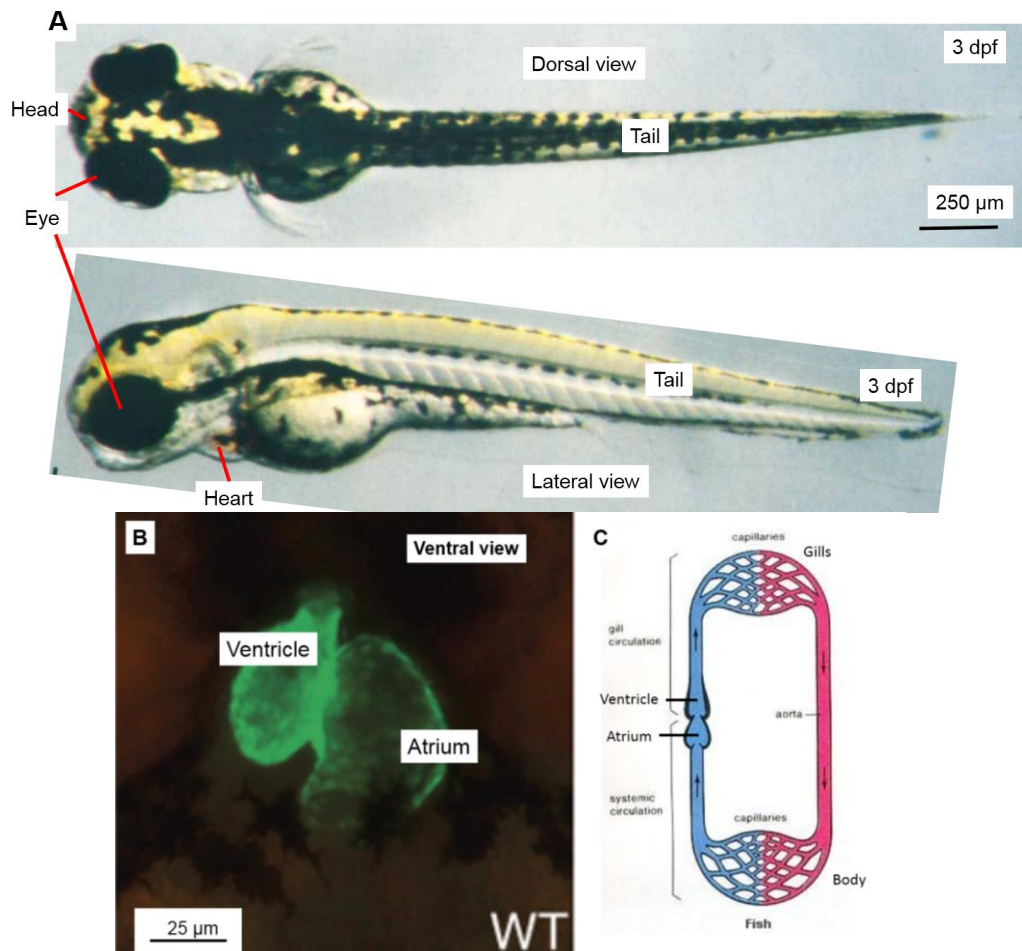 A
Dorsal view
3 dpf
Head
Tail
Eye
250 µm
Tail
3 dpf
Heart
Lateral view
B
Ventral view
Ventricle
Atrium
25 µm
WT
C
capillaries
Gills
gill
circulation
Ventricle
aorta
Atrium
systemic
circulation
capillaries
Body
Fish